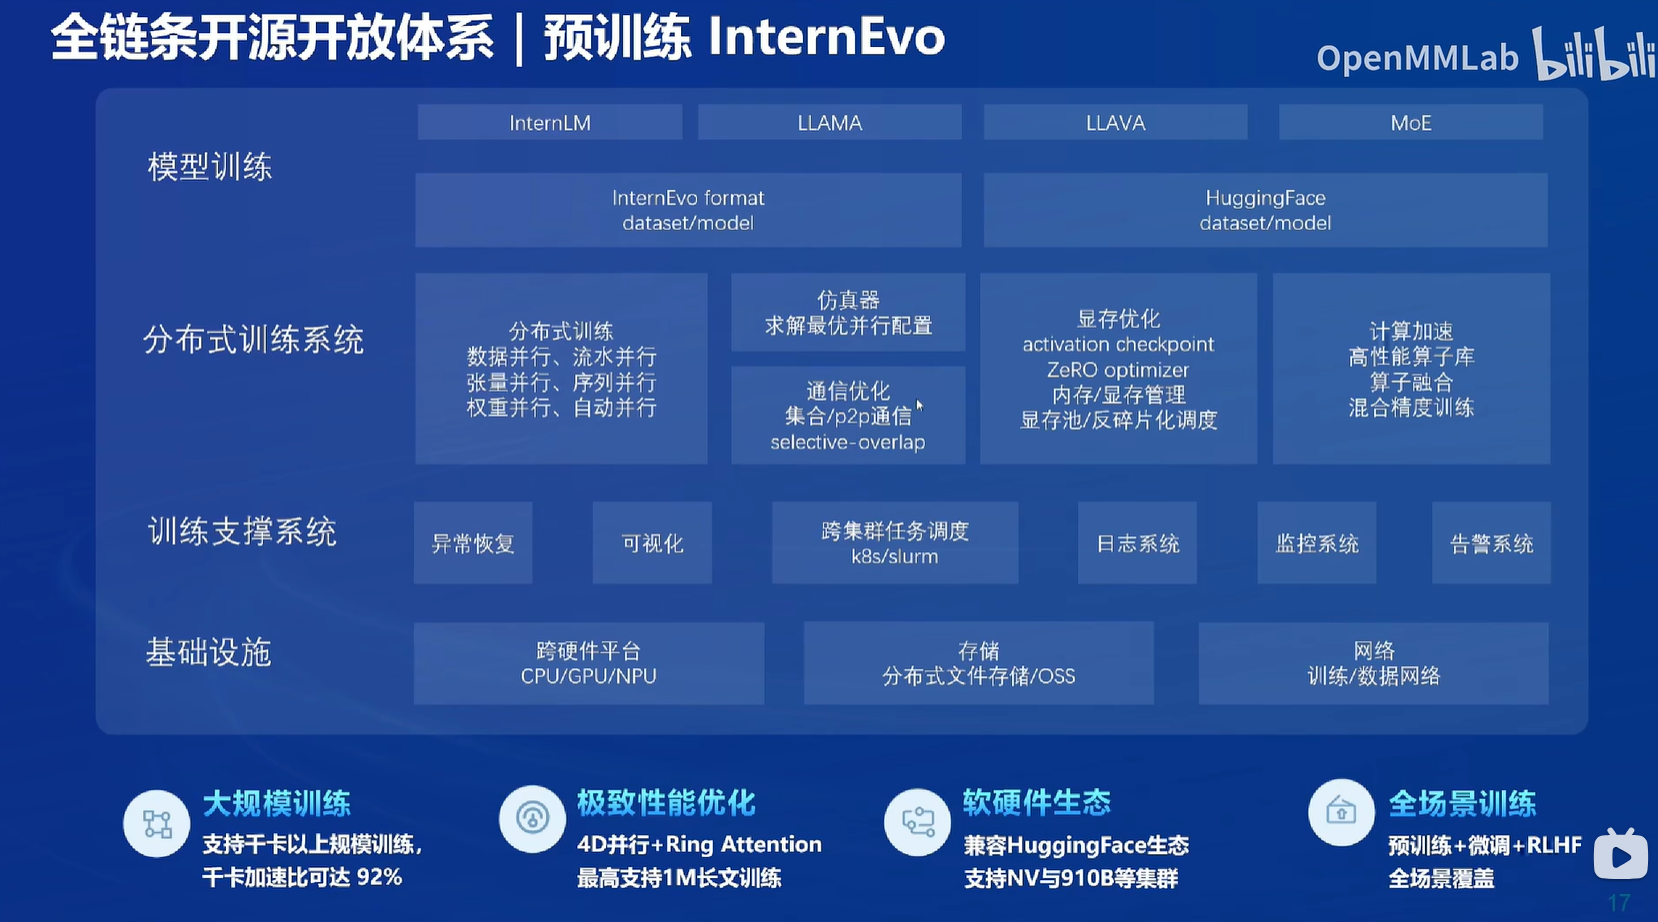 全链条开源开放体系 | 预训练 InternEvo
OpenMMLab bilibili
模型训练
InternLM
LLAMA
LLAVA
MoE
InternEvo format
dataset/model
HuggingFace
dataset/model
分布式训练系统
分布式训练
数据并行、流水并行
张量并行、序列并行
权重并行、自动并行
仿真器
求解最优并行配置
通信优化
集合/p2p通信
selective-overlap
显存优化
activation checkpoint
ZeRO optimizer
内存/显存管理
显存池/反碎片化调度
计算加速
高性能算子库
算子融合
混合精度训练
训练支撑系统
异常恢复
可视化
跨集群任务调度
k8s/slurm
日志系统
监控系统
告警系统
基础设施
跨硬件平台
CPU/GPU/NPU
存储
分布式文件存储/OSS
网络
训练/数据网络
大规模训练
支持千卡以上规模训练,
千卡加速比可达 92%
极致性能优化
4D并行+Ring Attention
最高支持1M长文训练
软硬件生态
兼容HuggingFace生态
支持NV与910B等集群
全场景训练
预训练+微调+RLHF
全场景覆盖
17